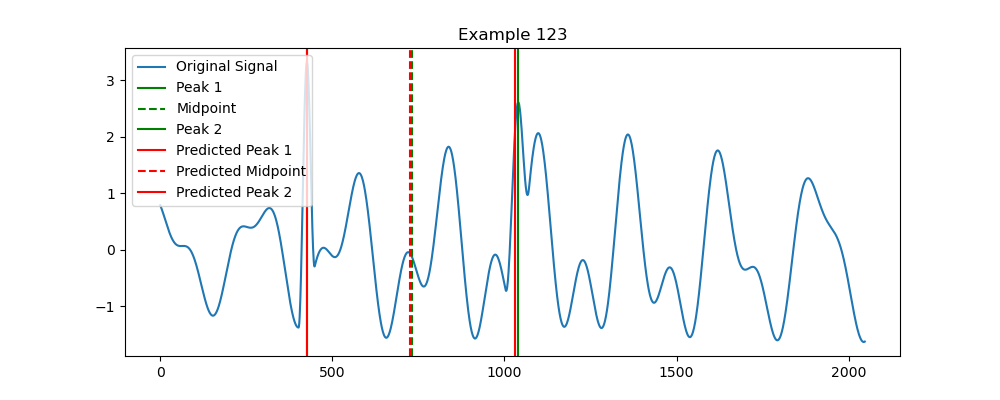 Example 123
Original Signal
Peak 1
Midpoint
Peak 2
Predicted Peak 1
Predicted Midpoint
Predicted Peak 2
3
2
1
0
−1
0 500 1000 1500 2000